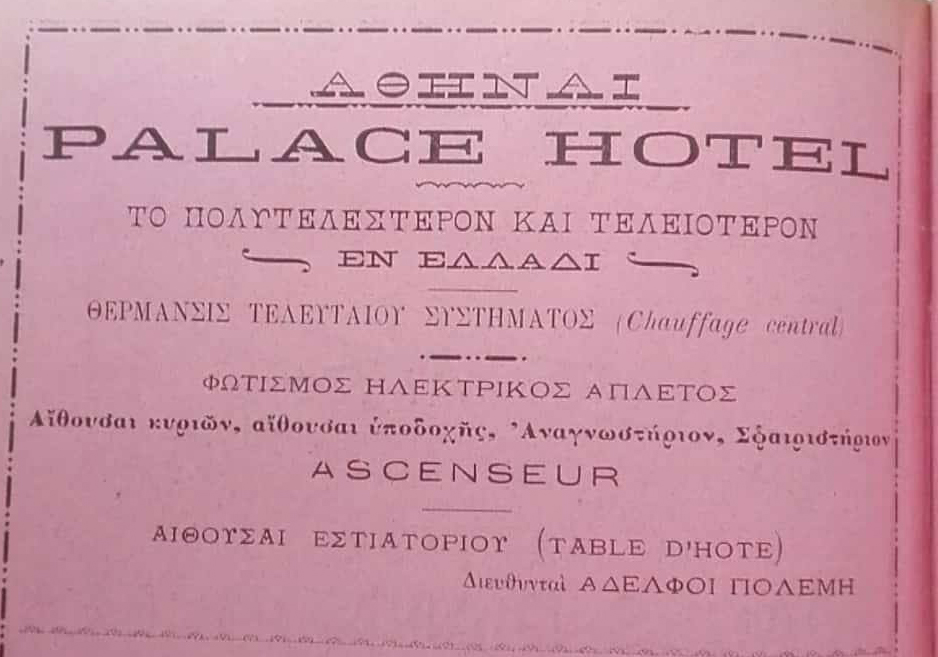 ΑΘΗΝΑΙ
PALACE HOTEL
ΤΟ ΠΟΛΥΤΕΛΕΣΤΕΡΟΝ ΚΑΙ ΤΕΛΕΙΟΤΕΡΟΝ
ΕΝ ΕΛΛΑΔΙ
ΘΕΡΜΑΝΣΙΣ ΤΕΛΕΥΤΑΙΟΥ ΣΥΣΤΗΜΑΤΟΣ (Chauffage central)
ΦΩΤΙΣΜΟΣ ΗΛΕΚΤΡΙΚΟΣ ΑΠΛΕΤΟΣ
Αἴθουσαι κυριῶν, αἴθουσαι ὑποδοχῆς, Ἀναγνωστήριον, Σφαιριστήριον
ASCENSEUR
ΑΙΘΟΥΣΑΙ ΕΣΤΙΑΤΟΡΙΟΥ (TABLE D'HOTE)
Διευθυνταὶ ΑΔΕΛΦΟΙ ΠΟΛΕΜΗ